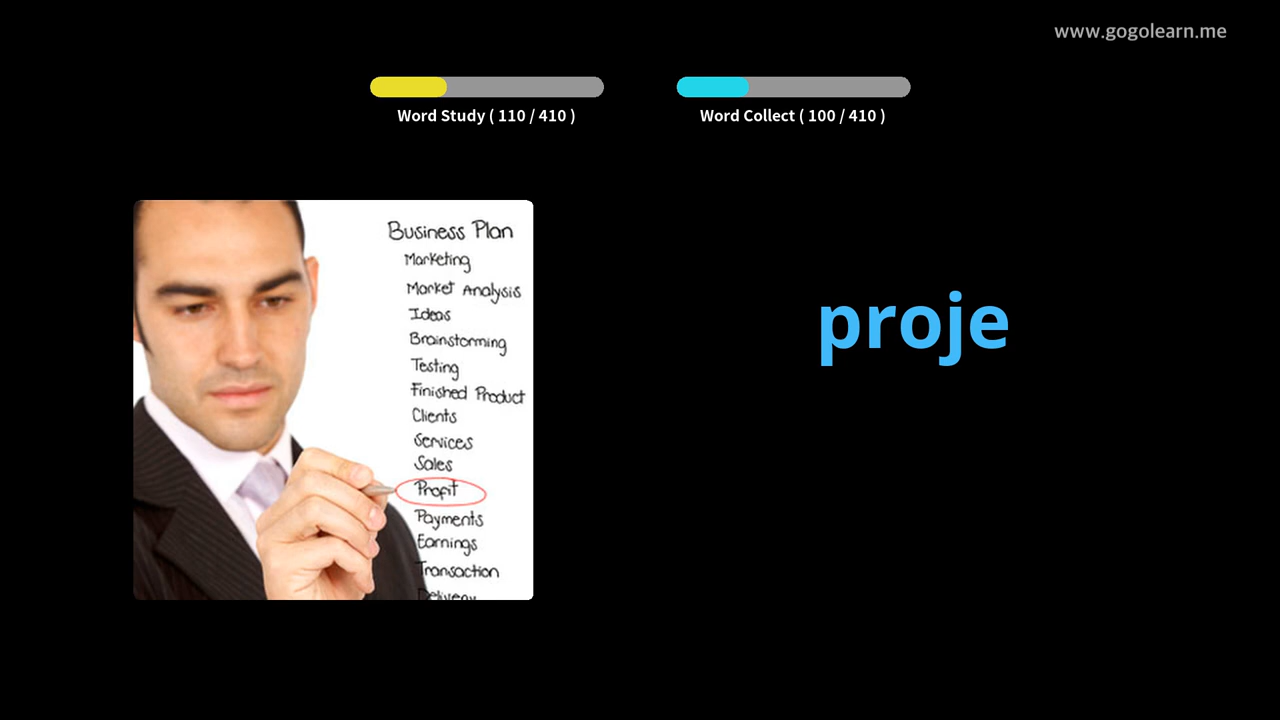 www.gogolearn.me
Word Study ( 110 / 410 )
Word Collect ( 100 / 410 )
Business Plan
Marketing
Market Analysis
Ideas
Brainstorming
Testing
Finished Product
Clients
Services
Sales
Profit
Payments
Earnings
Transaction
Delivery
proje